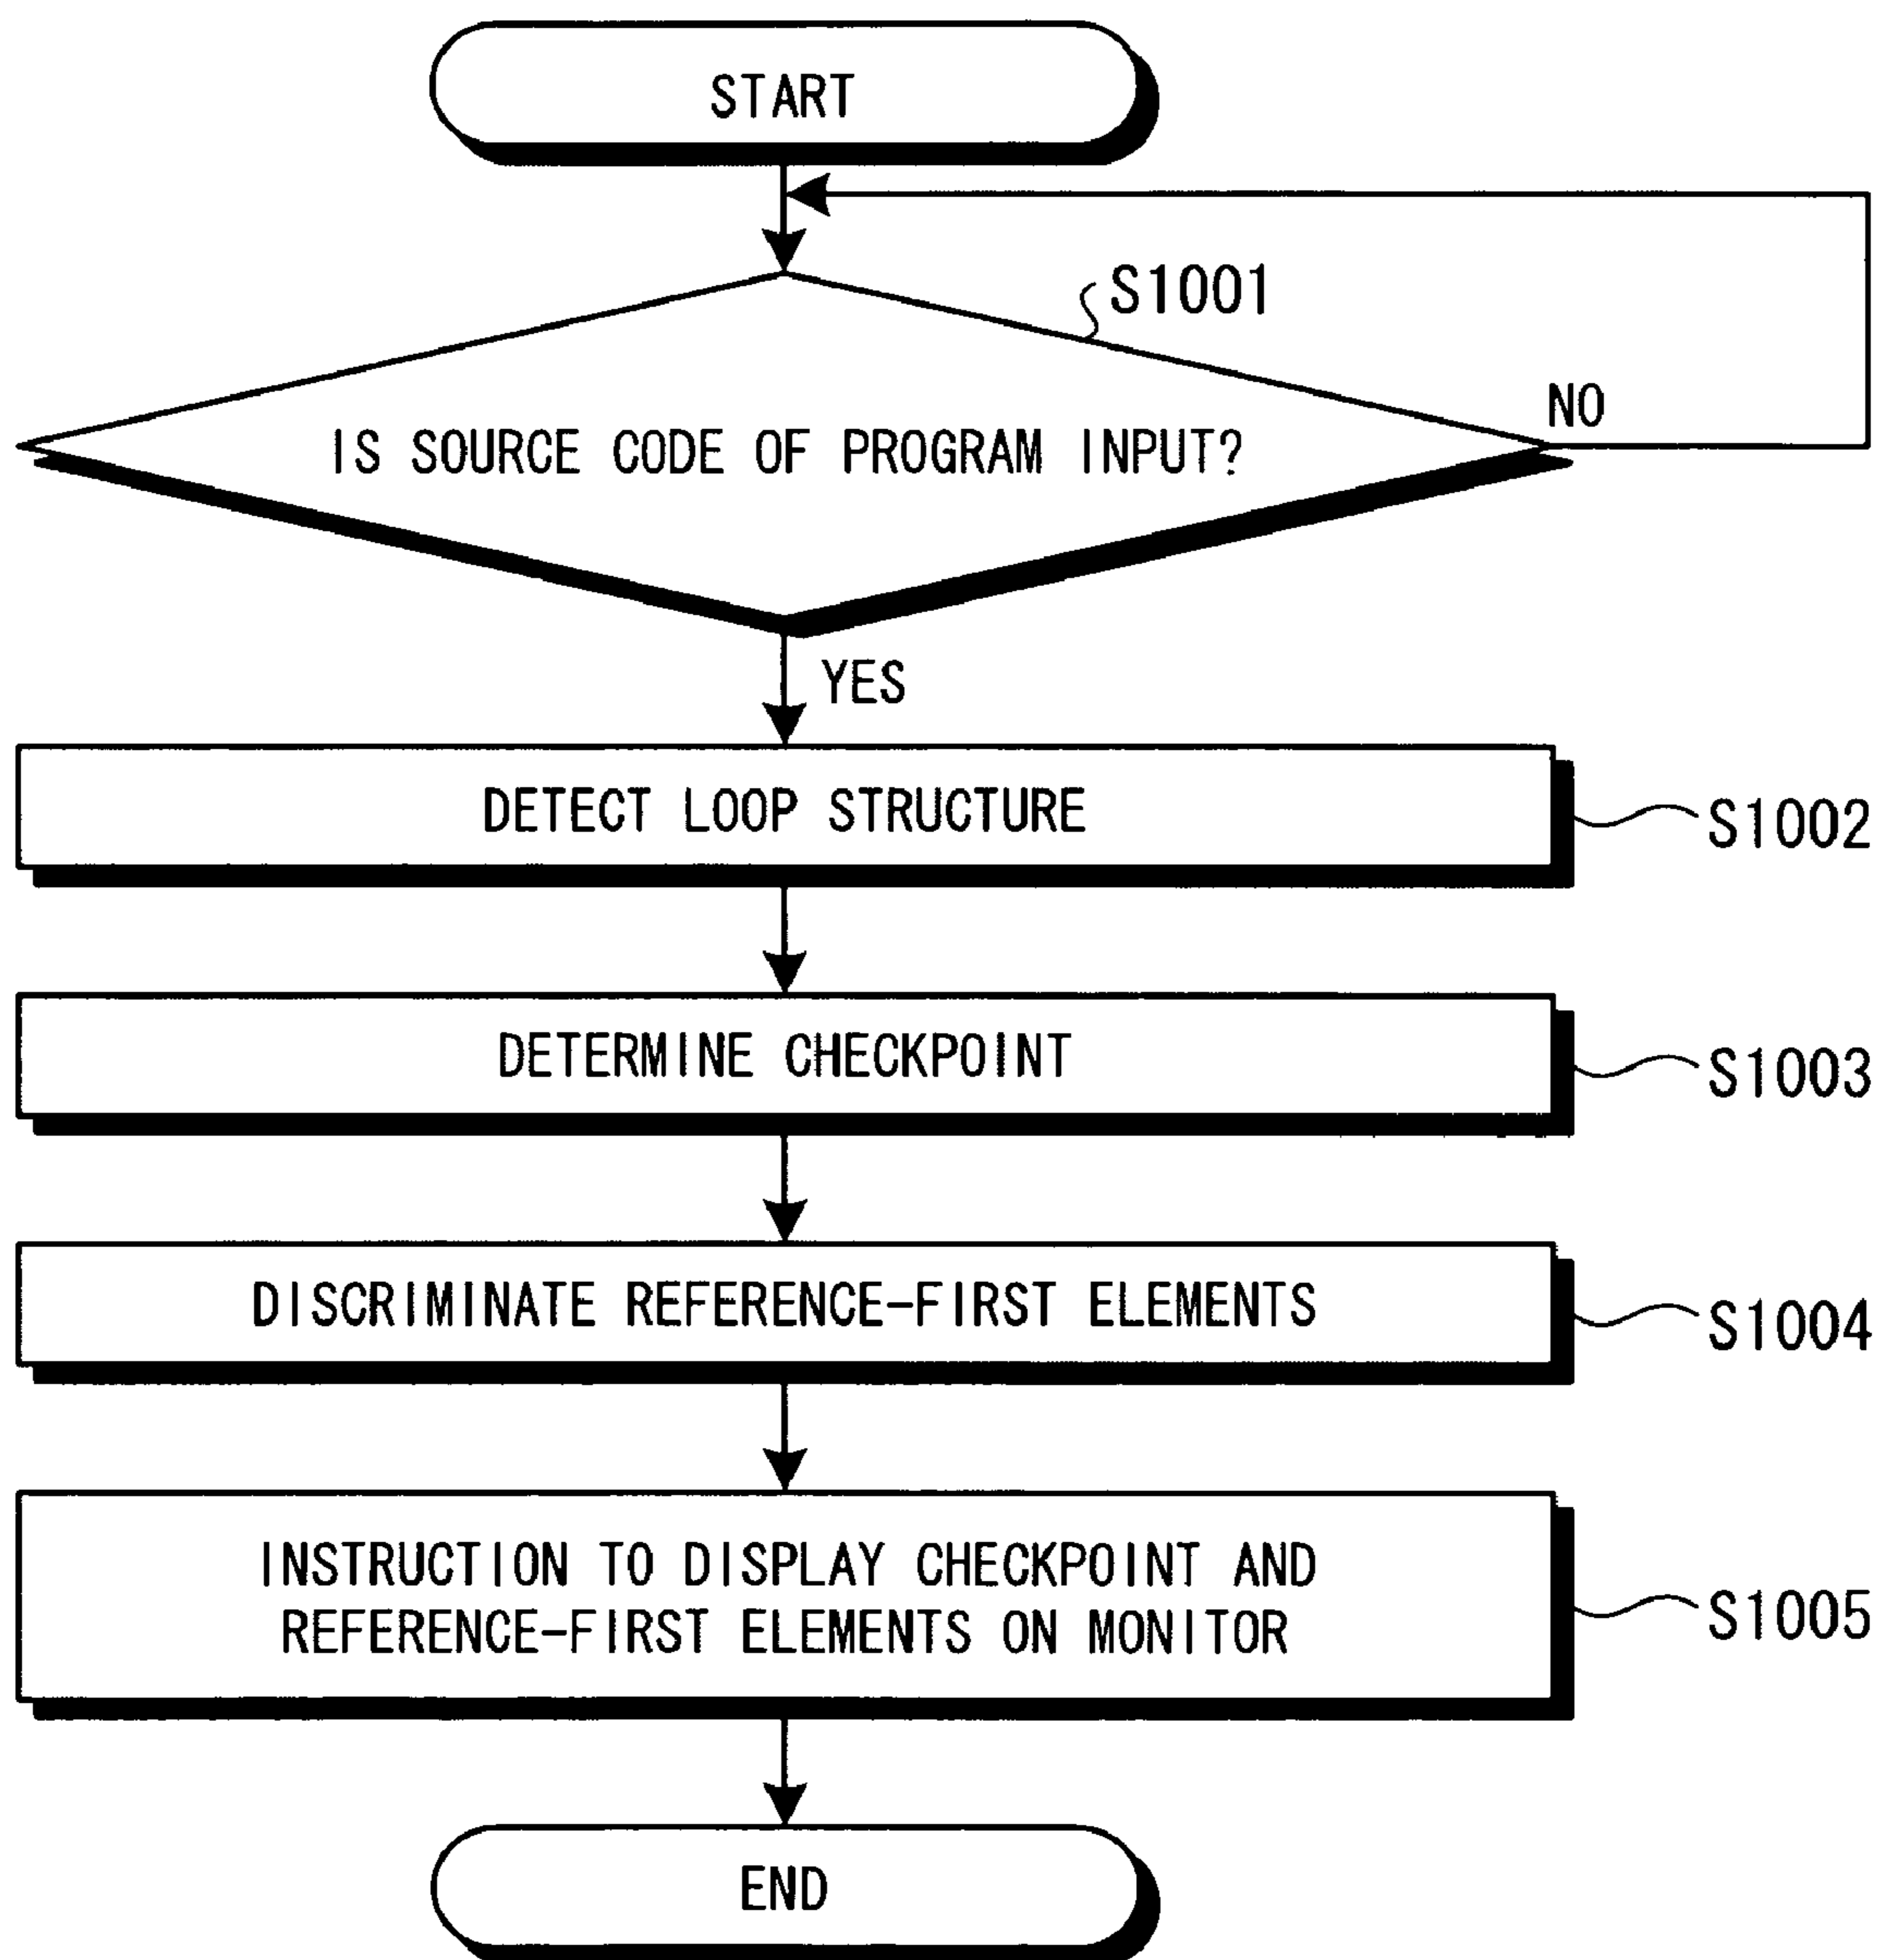 START
S1001
NO
IS SOURCE CODE OF PROGRAM INPUT?
YES
DETECT LOOP STRUCTURE
S1002
DETERMINE CHECKPOINT
S1003
DISCRIMINATE REFERENCE-FIRST ELEMENTS
S1004
INSTRUCTION TO DISPLAY CHECKPOINT AND
REFERENCE-FIRST ELEMENTS ON MONITOR
S1005
END